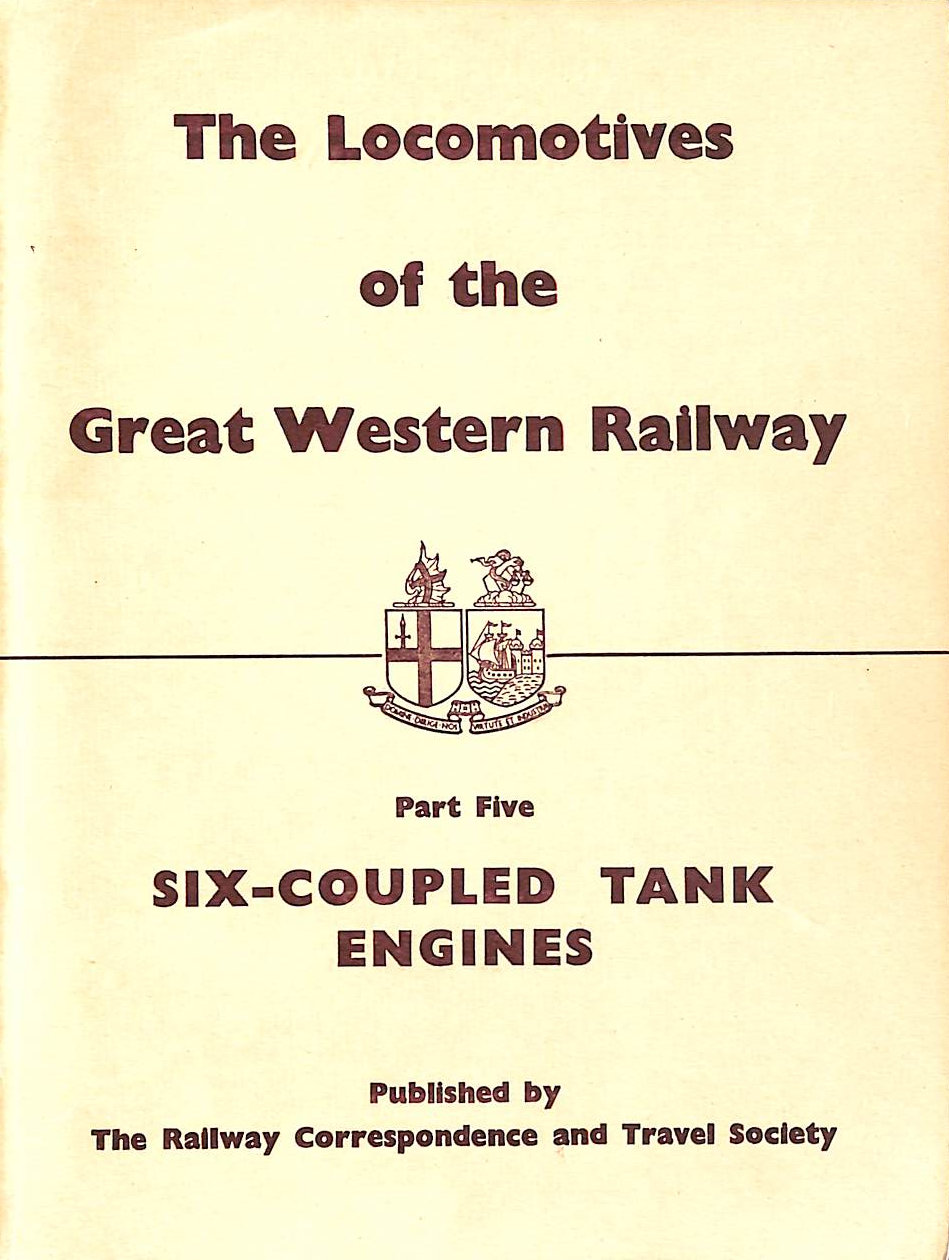 The Locomotives
of the
Great Western Railway
DOMINE DIRIGE NOS VIRTUTE ET INDUSTRIA
Part Five
SIX-COUPLED TANK
ENGINES
Published by
The Railway Correspondence and Travel Society